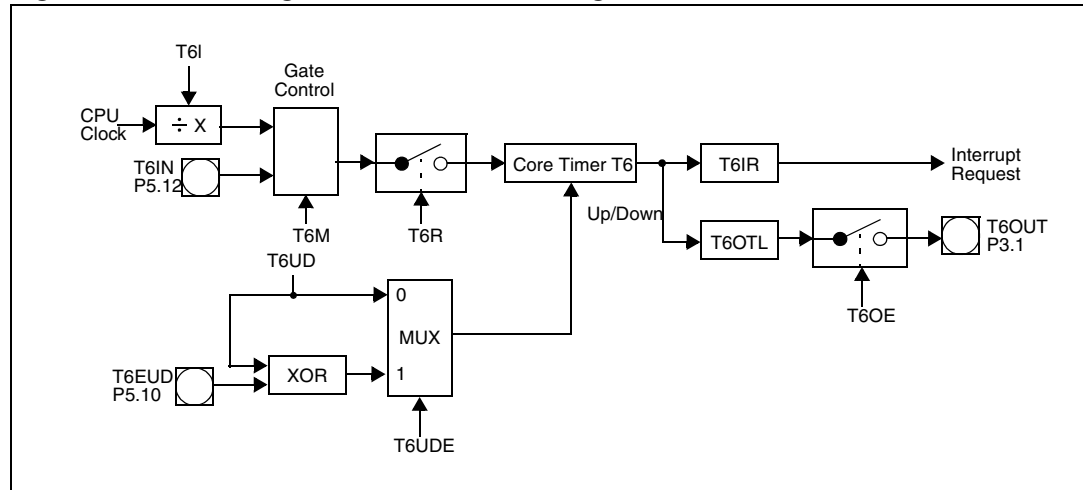 T6I
Gate
Control
CPU
Clock
÷ X
T6IN
P5.12
Core Timer T6
T6IR
Interrupt
Request
Up/Down
T6M
T6R
T6OTL
T6OUT
P3.1
T6UD
0
MUX
T6OE
XOR
1
T6EUD
P5.10
T6UDE